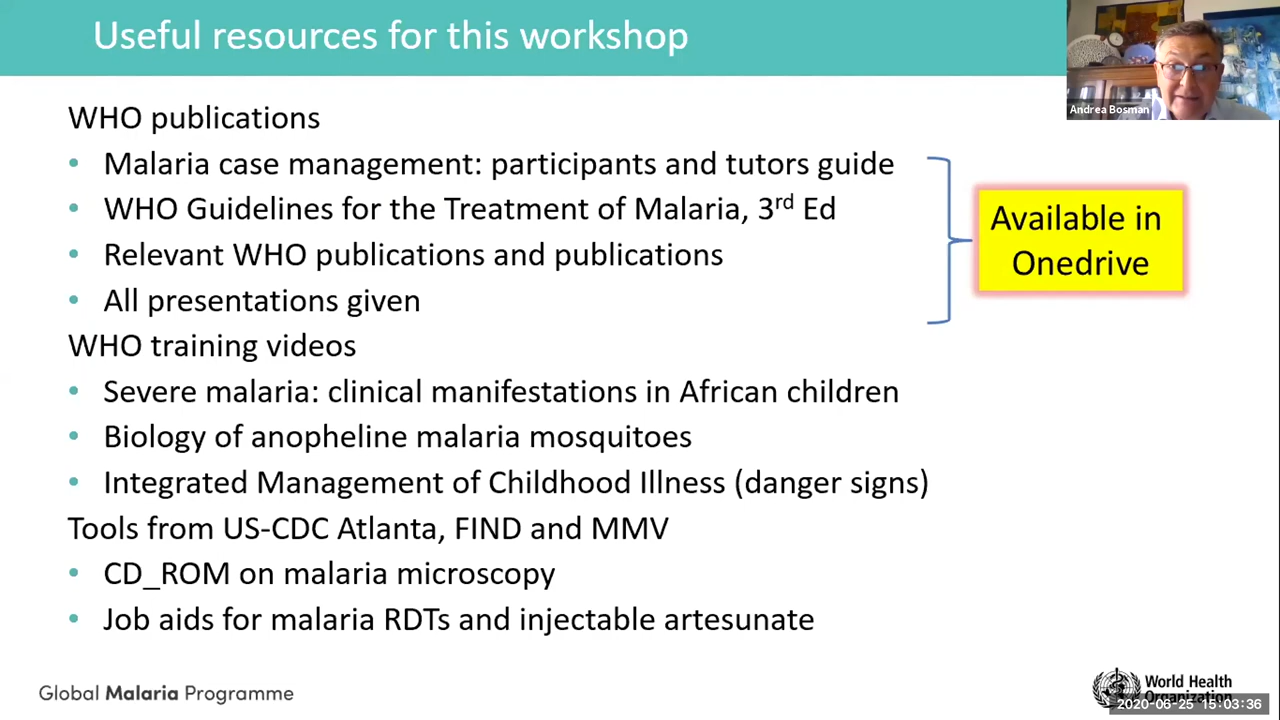 Useful resources for this workshop
Andrea Bosman
WHO publications
• Malaria case management: participants and tutors guide
• WHO Guidelines for the Treatment of Malaria, 3rd Ed
• Relevant WHO publications and publications
• All presentations given
Available in
Onedrive
WHO training videos
• Severe malaria: clinical manifestations in African children
• Biology of anopheline malaria mosquitoes
• Integrated Management of Childhood Illness (danger signs)
Tools from US-CDC Atlanta, FIND and MMV
• CD_ROM on malaria microscopy
• Job aids for malaria RDTs and injectable artesunate
Global Malaria Programme
World Health
Organization
2020-06-25 15:03:36